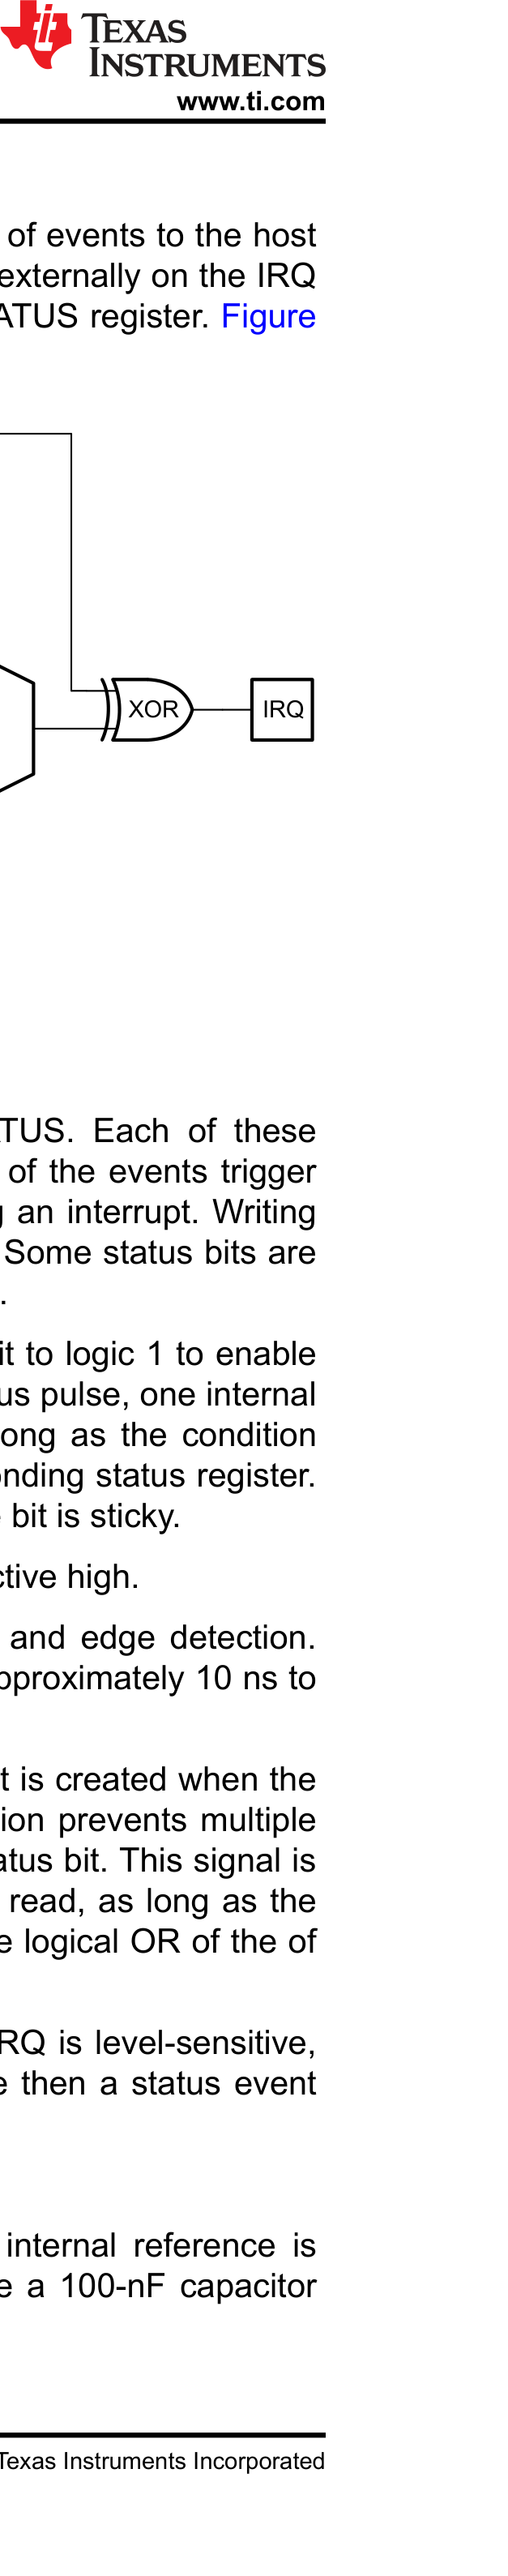 TEXAS
INSTRUMENTS
www.ti.com
of events to the host
externally on the IRQ
ATUS register. Figure
XOR
IRQ
ATUS. Each of these
of the events trigger
g an interrupt. Writing
Some status bits are
.
it to logic 1 to enable
us pulse, one internal
ong as the condition
onding status register.
bit is sticky.
ctive high.
and edge detection.
pproximately 10 ns to
t is created when the
ion prevents multiple
atus bit. This signal is
read, as long as the
e logical OR of the of
RQ is level-sensitive,
e then a status event
internal reference is
e a 100-nF capacitor
Texas Instruments Incorporated